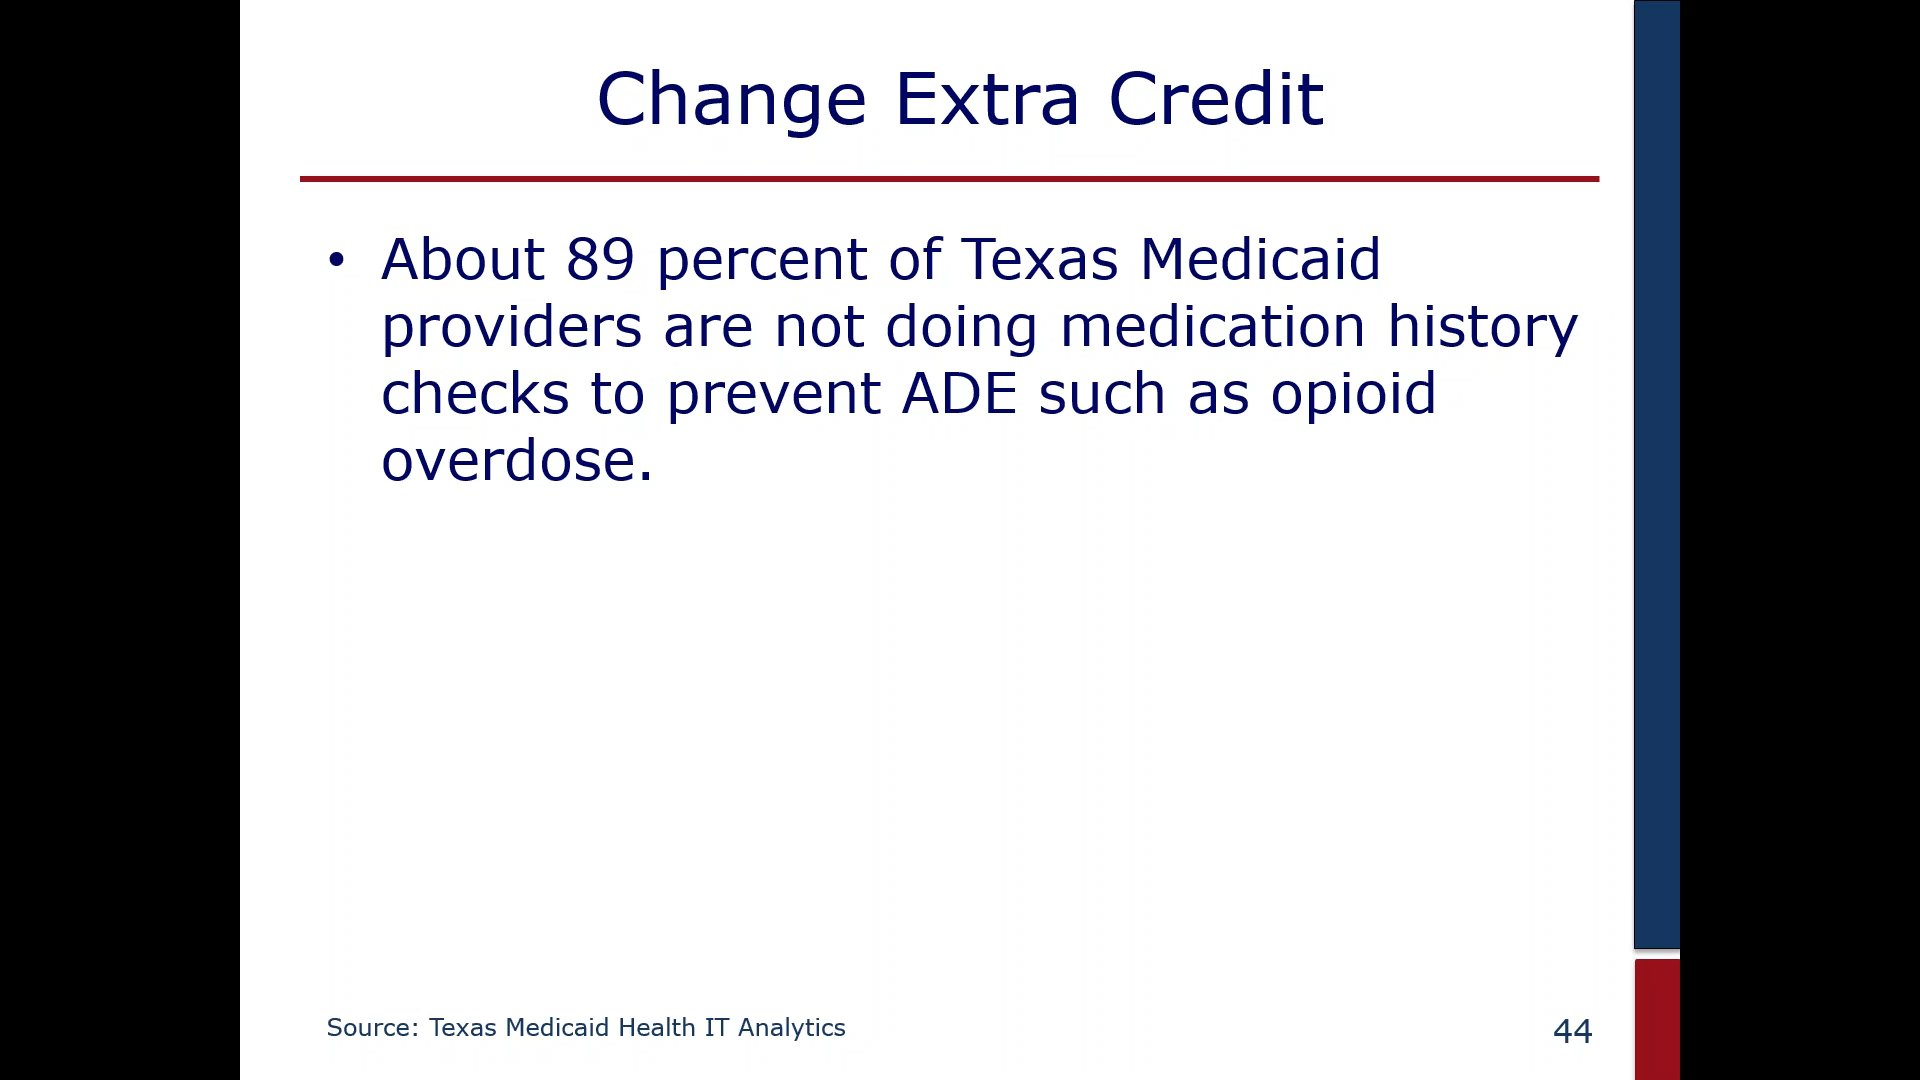 Change Extra Credit
• About 89 percent of Texas Medicaid
providers are not doing medication history
checks to prevent ADE such as opioid
overdose.
Source: Texas Medicaid Health IT Analytics
44